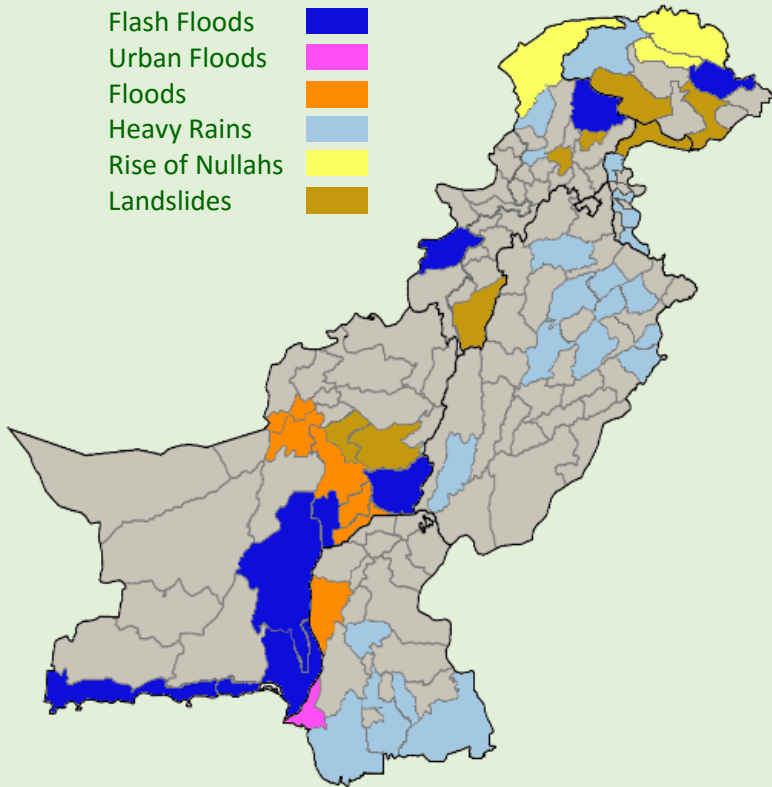 Flash Floods
Urban Floods
Floods
Heavy Rains
Rise of Nullahs
Landslides